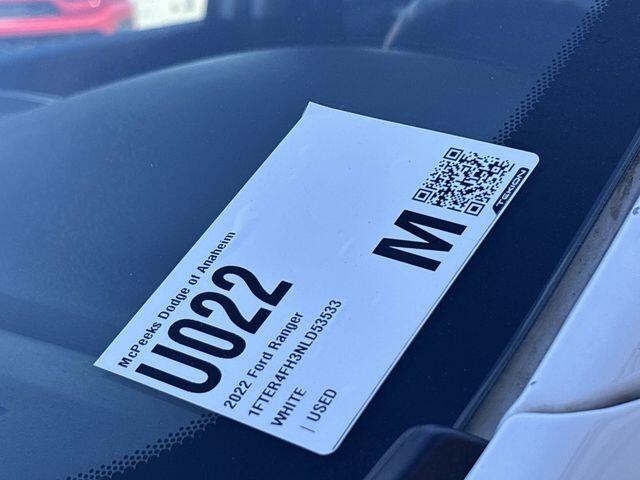 McPeeks Dodge of Anaheim
U022
2022 Ford Ranger
1FTER4FH3NLD53533
WHITE
| USED
M
TEKION